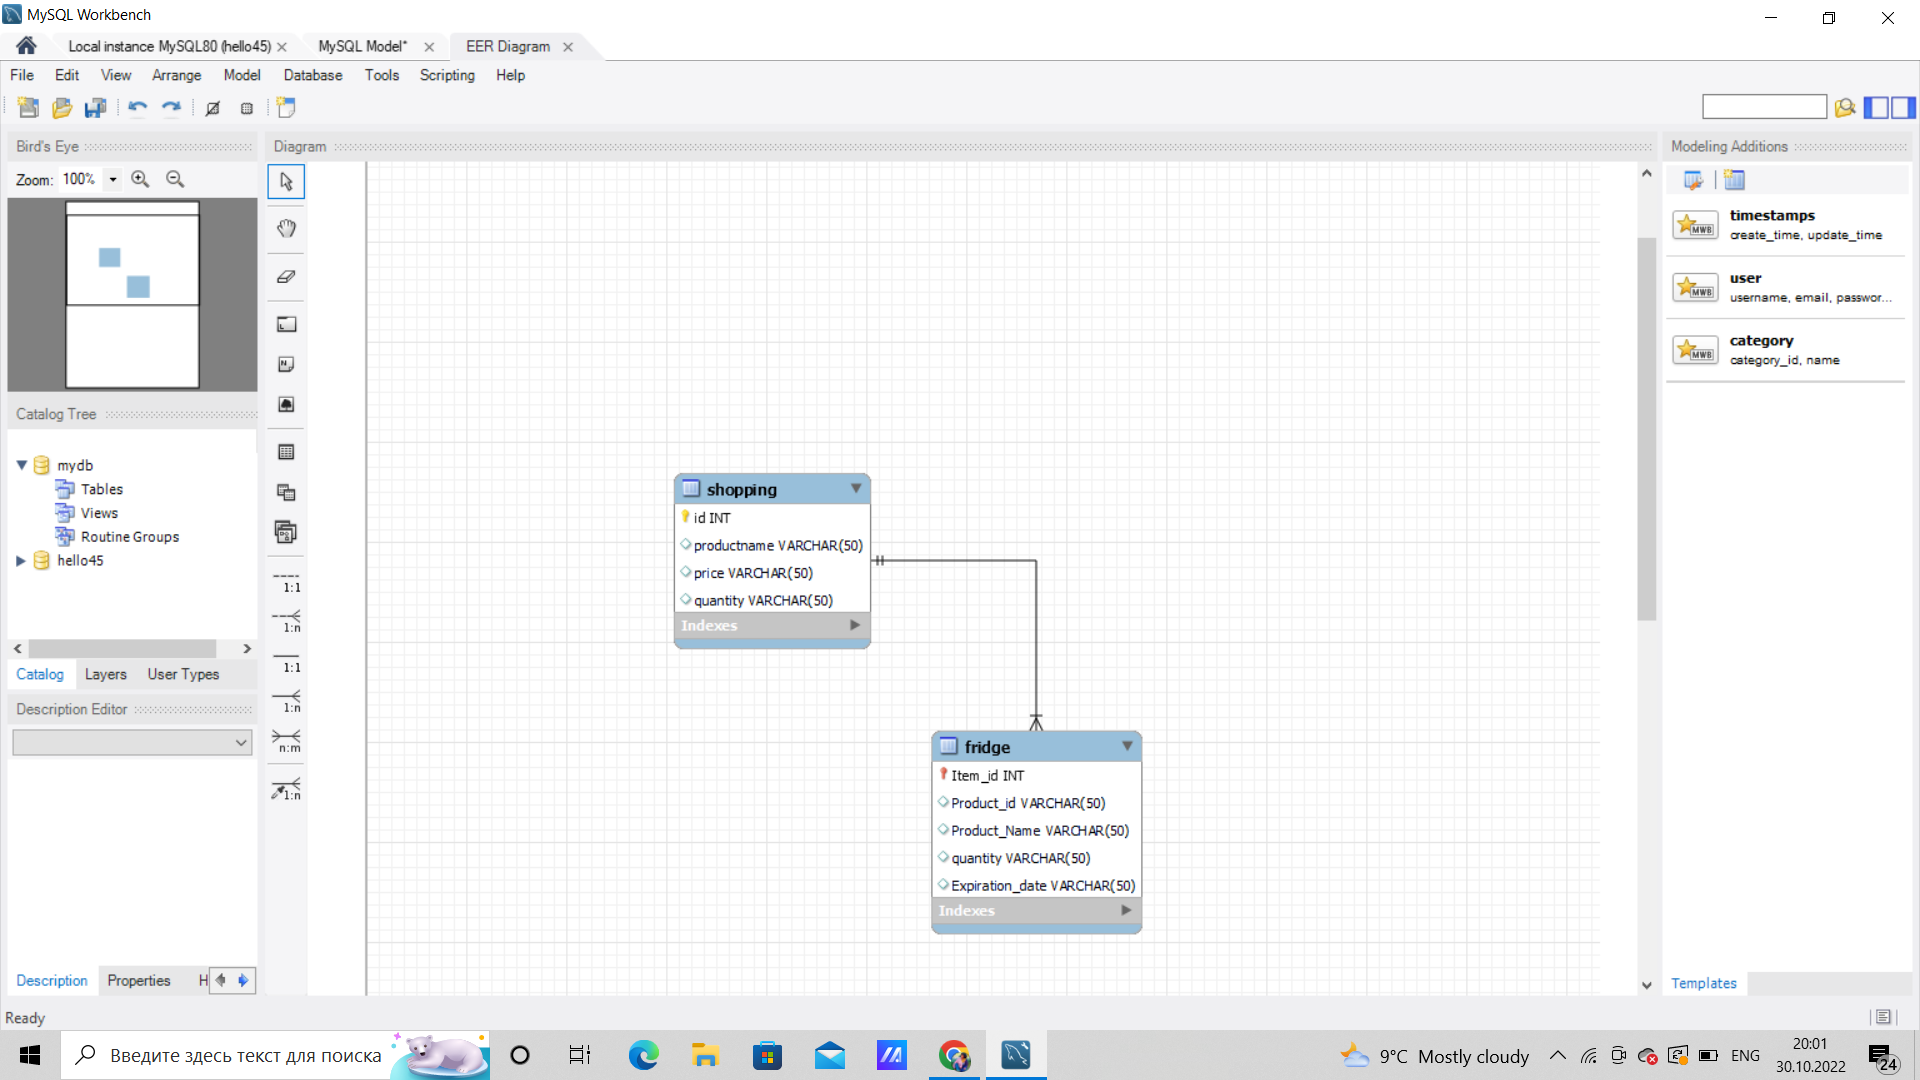 MySQL Workbench
Local instance MySQL80 (hello45)
MySQL Model*
EER Diagram
File Edit View Arrange Model Database Tools Scripting Help
Bird's Eye
Zoom: 100%
Catalog Tree
mydb
Tables
Views
Routine Groups
hello45
Catalog Layers User Types
Description Editor
Description Properties H
Diagram
1:1
1:n
1:1
1:n
n:m
1:n
shopping
id INT
productname VARCHAR(50)
price VARCHAR(50)
quantity VARCHAR(50)
Indexes
fridge
Item_id INT
Product_id VARCHAR(50)
Product_Name VARCHAR(50)
quantity VARCHAR(50)
Expiration_date VARCHAR(50)
Indexes
Modeling Additions
MWB
timestamps
create_time, update_time
MWB
user
username, email, passwor...
MWB
category
category_id, name
Templates
Ready
Введите здесь текст для поиска
9°C Mostly cloudy
ENG
20:01
30.10.2022
24